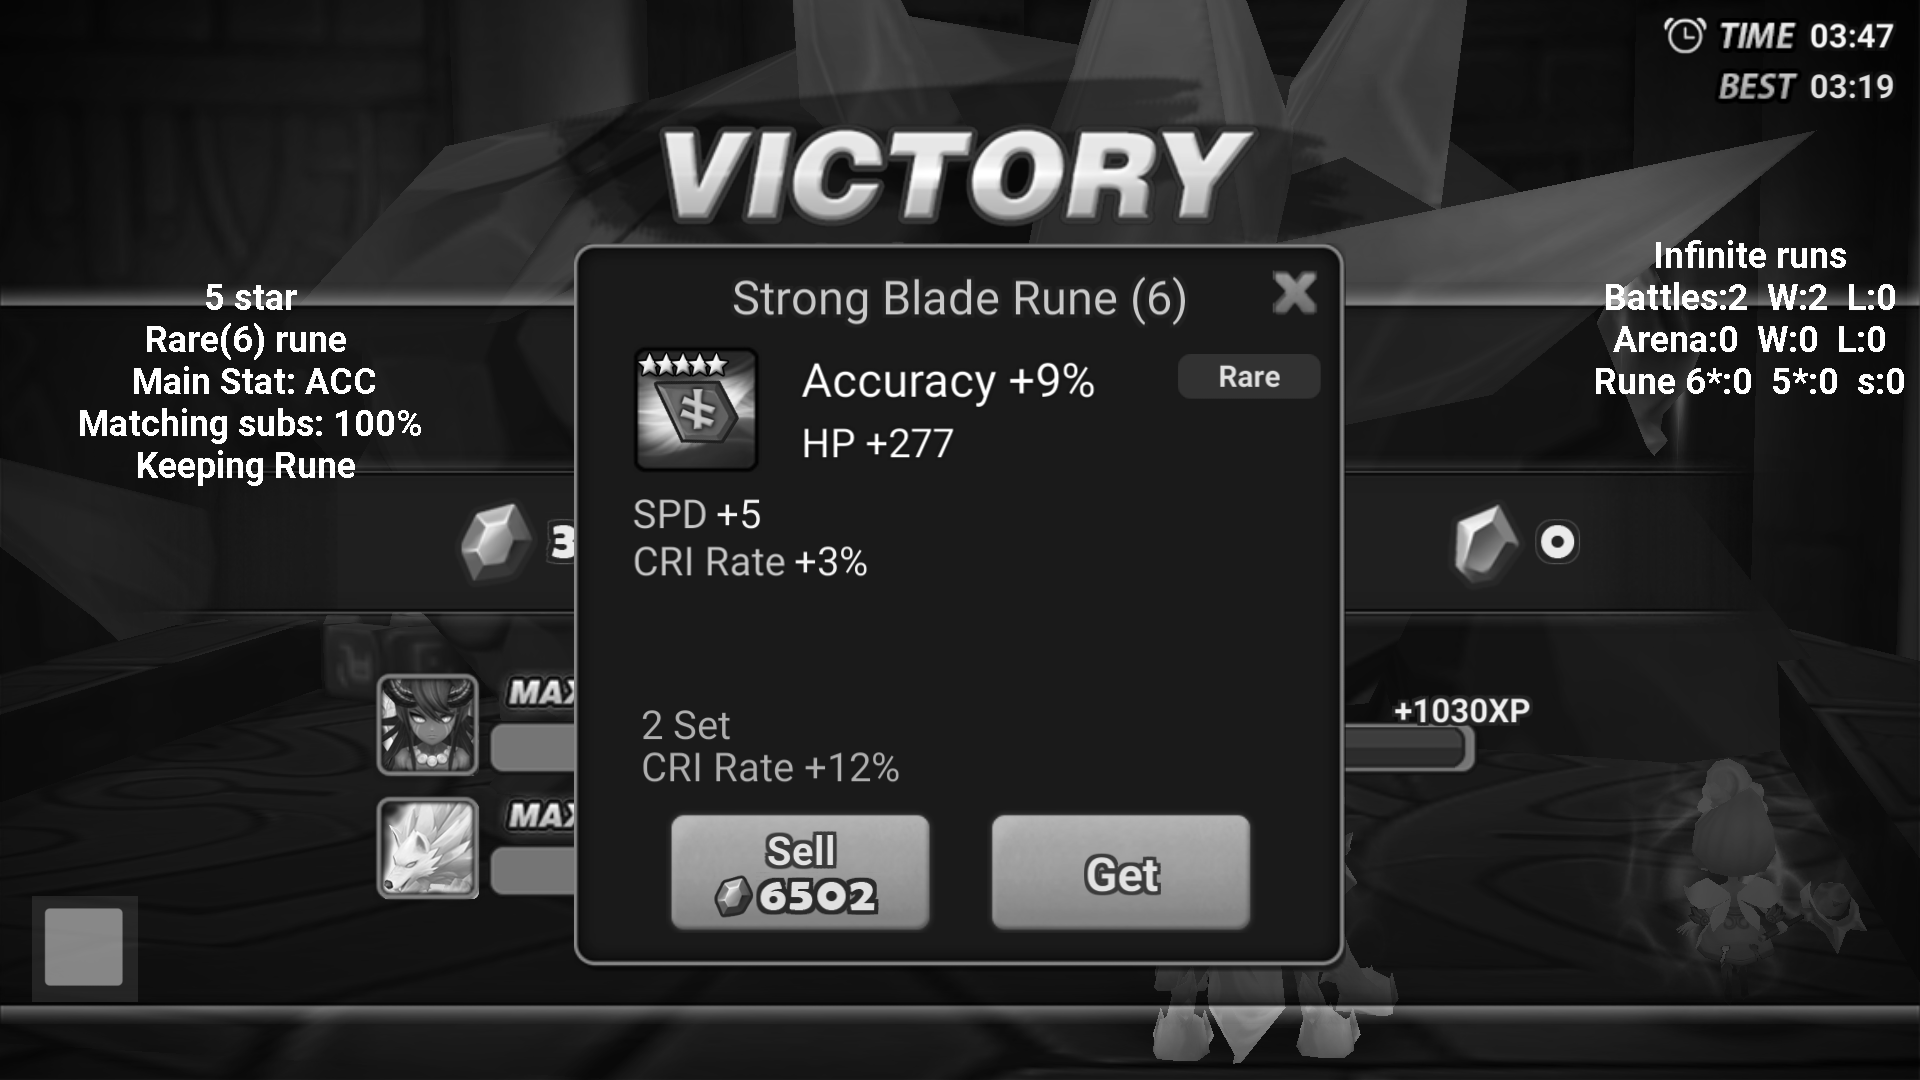 TIME 03:47
BEST 03:19
VICTORY
5 star
Rare(6) rune
Main Stat: ACC
Matching subs: 100%
Keeping Rune
Infinite runs
Battles:2 W:2 L:0
Arena:0 W:0 L:0
Rune 6*:0 5*:0 s:0
Strong Blade Rune (6)
X
Accuracy +9%
Rare
HP +277
SPD +5
CRI Rate +3%
3
0
2 Set
CRI Rate +12%
MAX
+1030XP
MAX
Sell
6502
Get